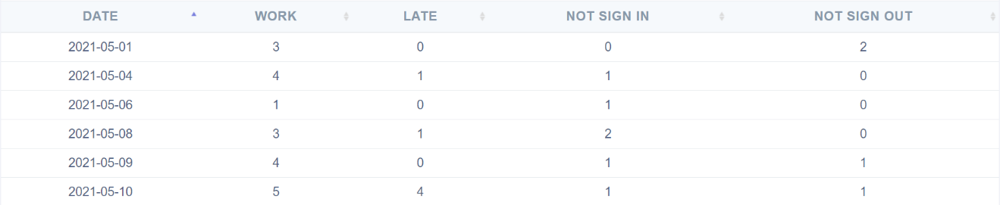 DATE WORK LATE NOT SIGN IN NOT SIGN OUT
2021-05-01 3 0 0 2
2021-05-04 4 1 1 0
2021-05-06 1 0 1 0
2021-05-08 3 1 2 0
2021-05-09 4 0 1 1
2021-05-10 5 4 1 1